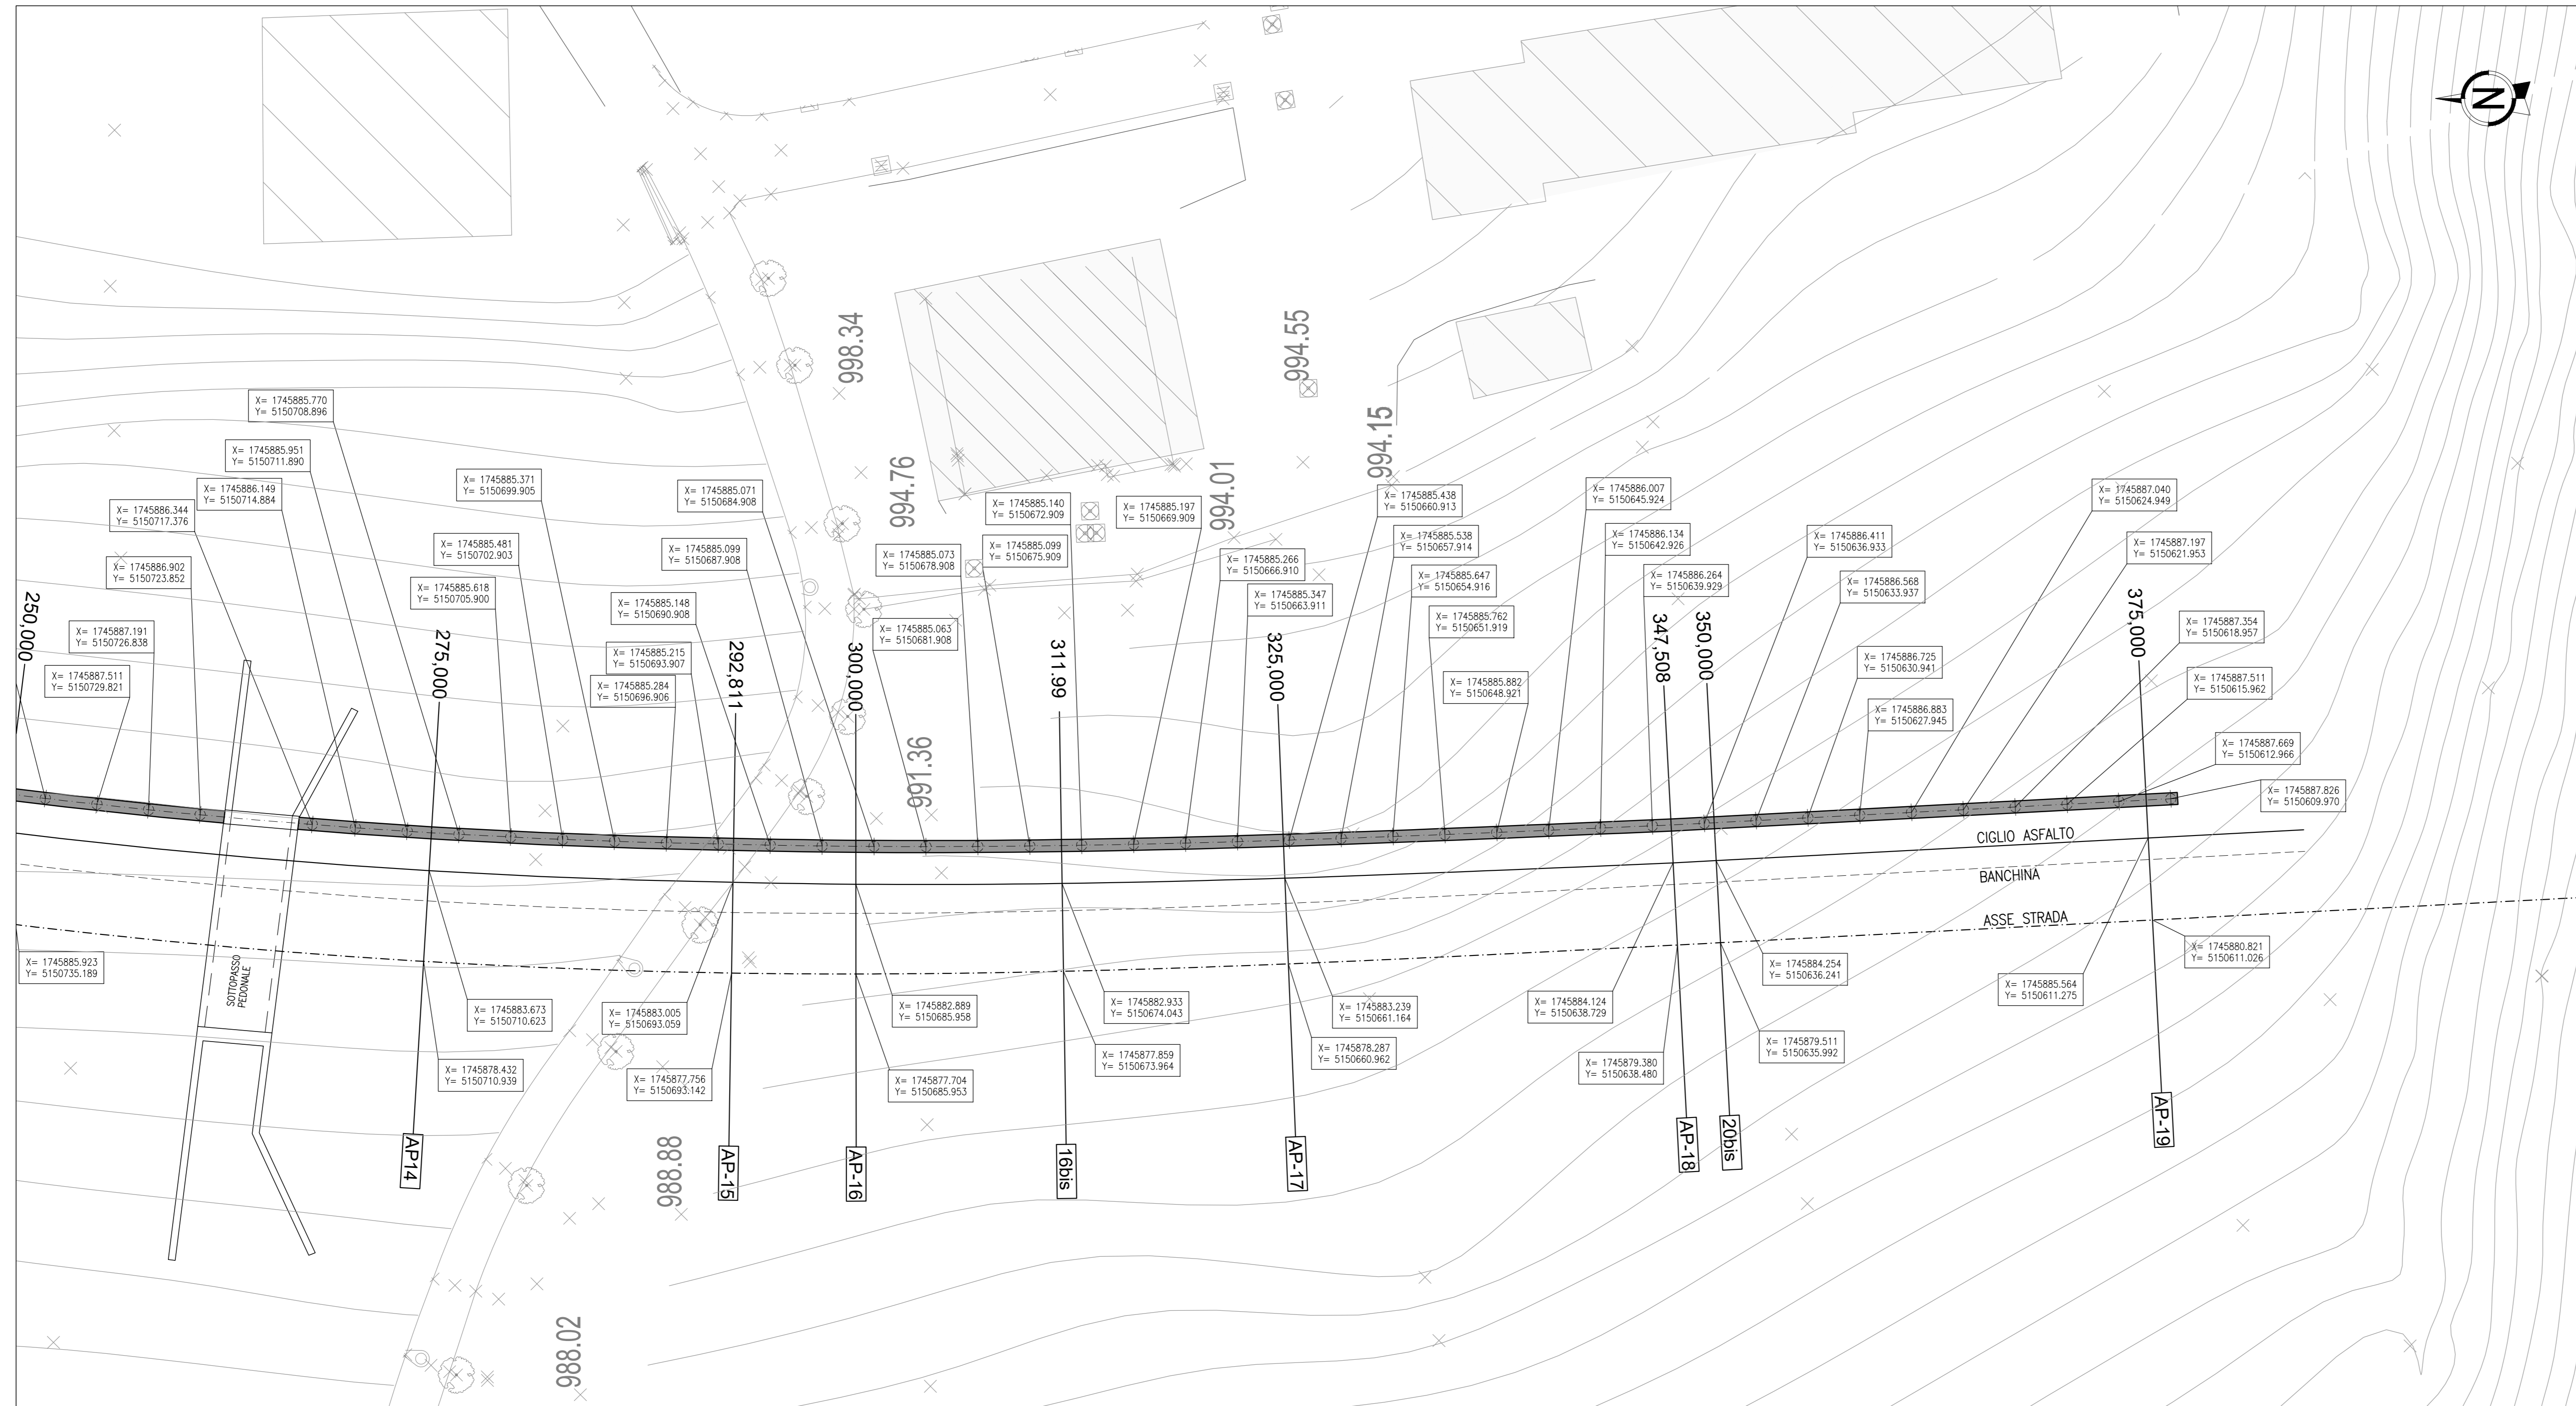 N
998.34
994.55
994.15
994.76
994.01
991.36
988.88
988.02
X= 1745885.770
Y= 5150708.896
X= 1745885.951
Y= 5150711.890
X= 1745886.149
Y= 5150714.884
X= 1745886.344
Y= 5150717.376
X= 1745886.902
Y= 5150723.852
X= 1745887.191
Y= 5150726.838
X= 1745887.511
Y= 5150729.821
X= 1745885.371
Y= 5150699.905
X= 1745885.481
Y= 5150702.903
X= 1745885.618
Y= 5150705.900
X= 1745885.071
Y= 5150684.908
X= 1745885.099
Y= 5150687.908
X= 1745885.148
Y= 5150690.908
X= 1745885.215
Y= 5150693.907
X= 1745885.284
Y= 5150696.906
X= 1745885.073
Y= 5150678.908
X= 1745885.063
Y= 5150681.908
X= 1745885.140
Y= 5150672.909
X= 1745885.099
Y= 5150675.909
X= 1745885.197
Y= 5150669.909
X= 1745885.266
Y= 5150666.910
X= 1745885.347
Y= 5150663.911
X= 1745885.438
Y= 5150660.913
X= 1745885.538
Y= 5150657.914
X= 1745885.647
Y= 5150654.916
X= 1745885.762
Y= 5150651.919
X= 1745885.882
Y= 5150648.921
X= 1745886.007
Y= 5150645.924
X= 1745886.134
Y= 5150642.926
X= 1745886.264
Y= 5150639.929
X= 1745886.411
Y= 5150636.933
X= 1745886.568
Y= 5150633.937
X= 1745886.725
Y= 5150630.941
X= 1745886.883
Y= 5150627.945
X= 1745887.040
Y= 5150624.949
X= 1745887.197
Y= 5150621.953
X= 1745887.354
Y= 5150618.957
X= 1745887.511
Y= 5150615.962
X= 1745887.669
Y= 5150612.966
X= 1745887.826
Y= 5150609.970
250,000
275,000
292,811
300,000
311.99
325,000
347,508
350,000
375,000
CIGLIO ASFALTO
BANCHINA
ASSE STRADA
SOTTOPASSO
PEDONALE
X= 1745885.923
Y= 5150735.189
X= 1745883.673
Y= 5150710.623
X= 1745878.432
Y= 5150710.939
X= 1745883.005
Y= 5150693.059
X= 1745877.756
Y= 5150693.142
X= 1745882.889
Y= 5150685.958
X= 1745877.704
Y= 5150685.953
X= 1745882.933
Y= 5150674.043
X= 1745877.859
Y= 5150673.964
X= 1745883.239
Y= 5150661.164
X= 1745878.287
Y= 5150660.962
X= 1745884.124
Y= 5150638.729
X= 1745879.380
Y= 5150638.480
X= 1745884.254
Y= 5150636.241
X= 1745879.511
Y= 5150635.992
X= 1745885.564
Y= 5150611.275
X= 1745880.821
Y= 5150611.026
AP14
AP-15
AP-16
16bis
AP-17
AP-18
20bis
AP-19